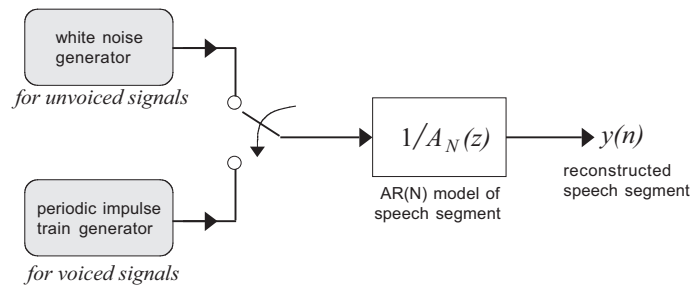 white noise
generator
for unvoiced signals
periodic impulse
train generator
for voiced signals
1/A_N(z)
AR(N) model of
speech segment
y(n)
reconstructed
speech segment